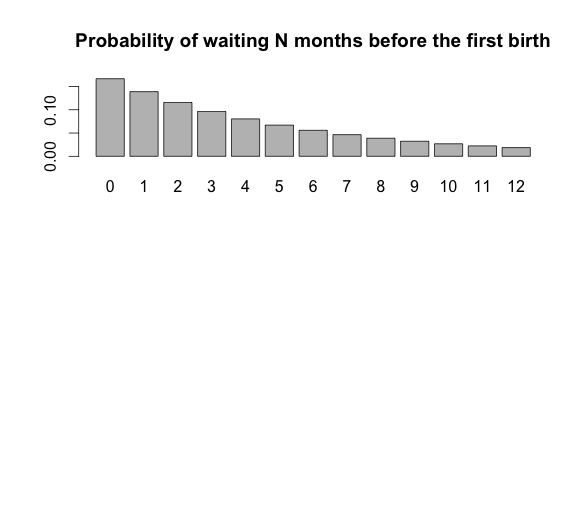 Probability of waiting N months before the first birth
0.10
0.00
0 1 2 3 4 5 6 7 8 9 10 11 12